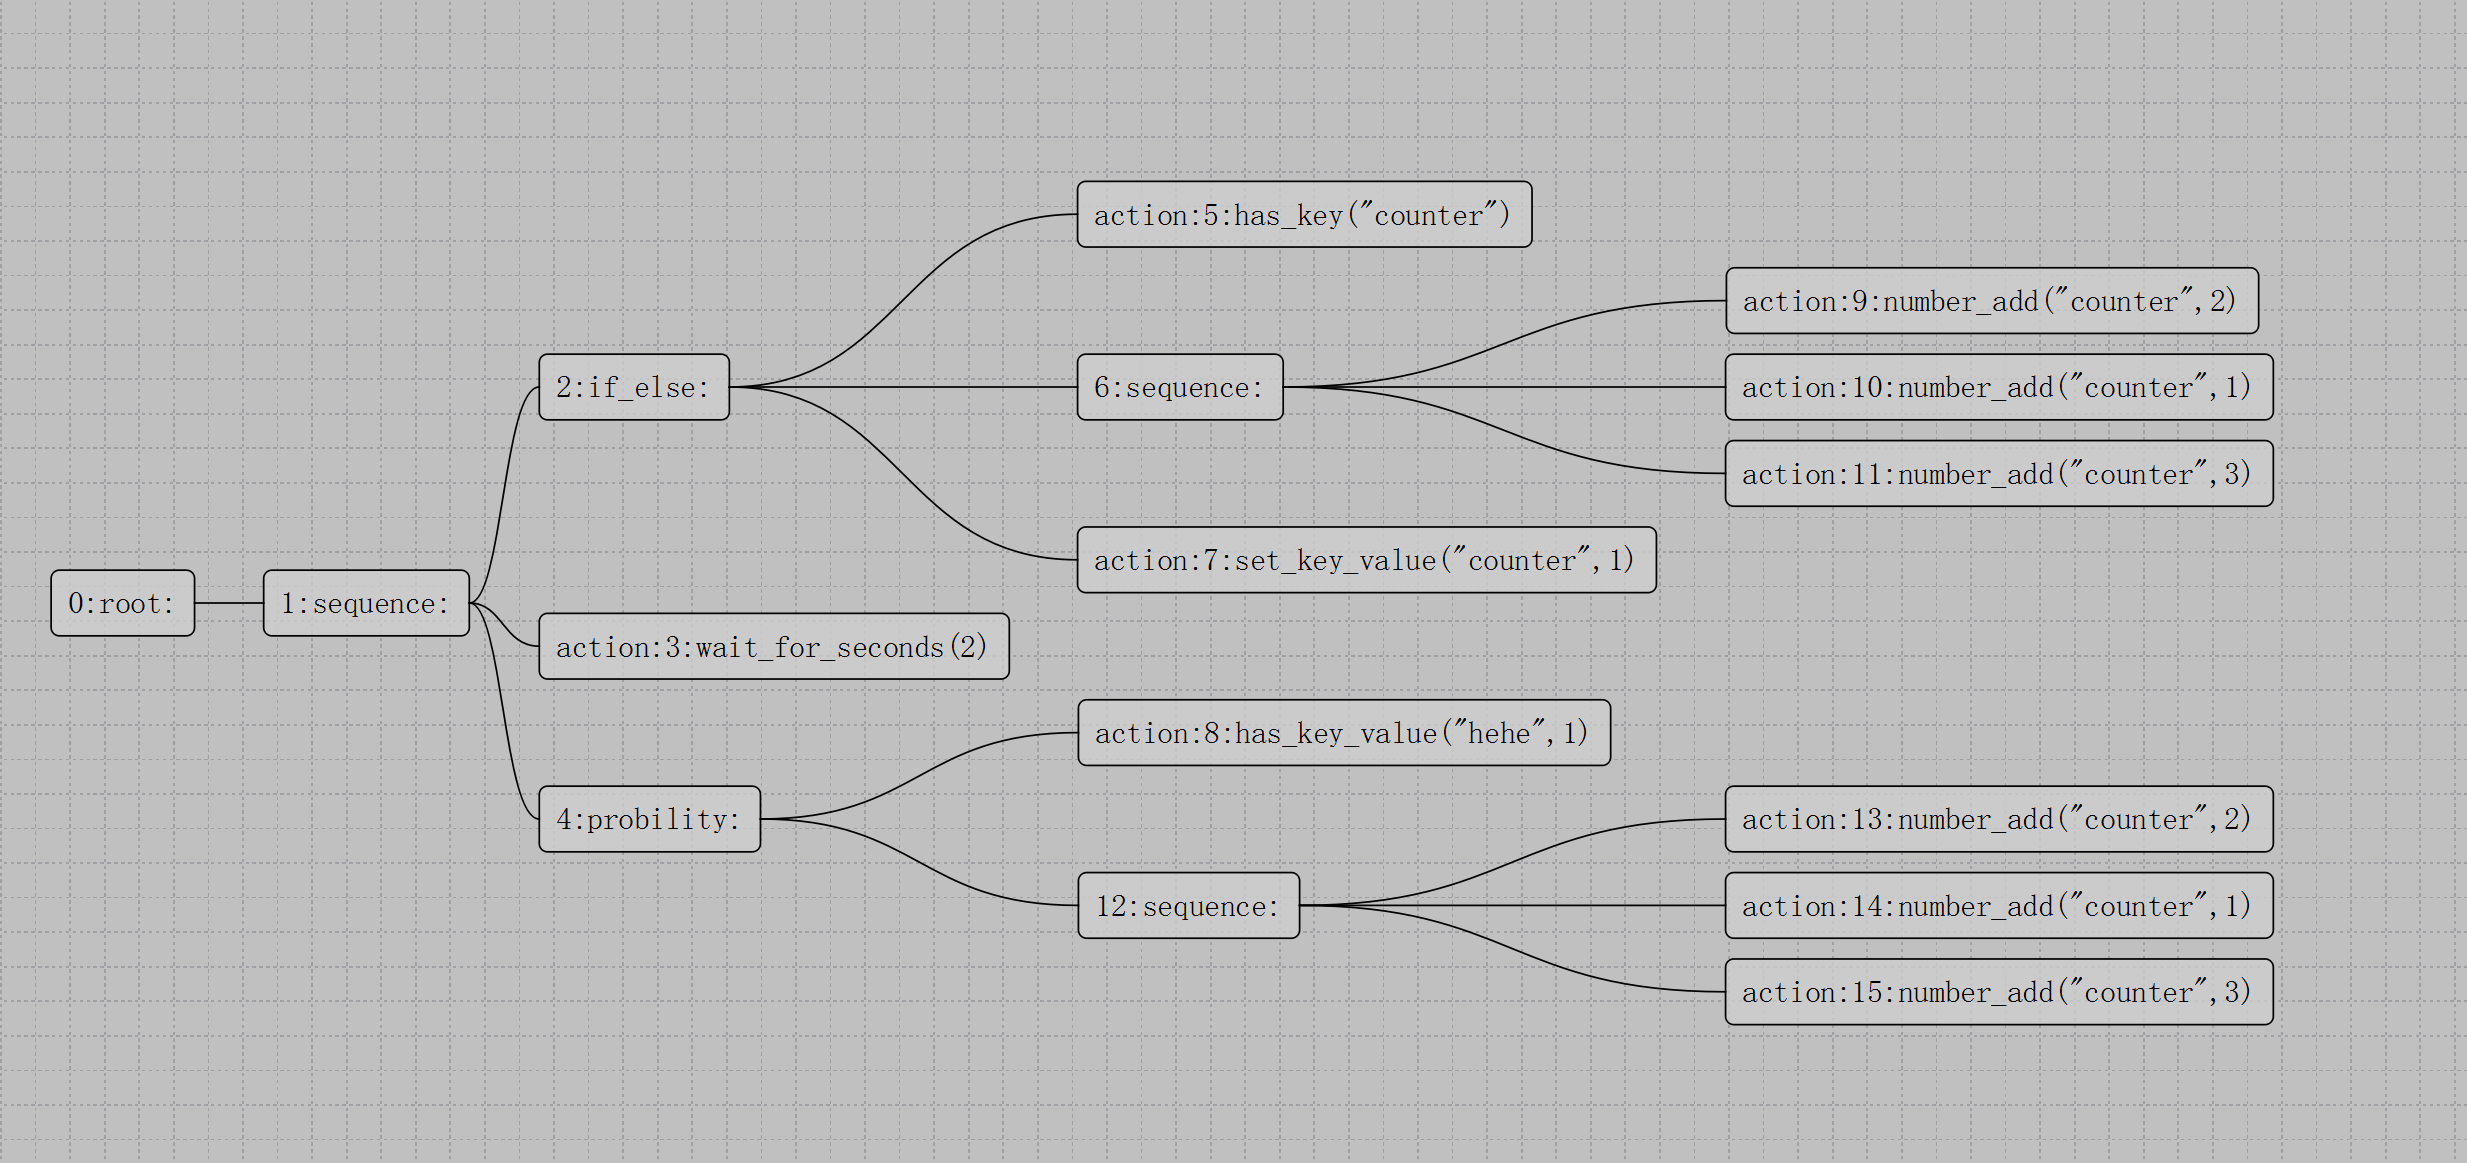 action:5:has_key("counter")
action:9:number_add("counter",2)
2:if_else:
6:sequence:
action:10:number_add("counter",1)
action:11:number_add("counter",3)
action:7:set_key_value("counter",1)
0:root:
1:sequence:
action:3:wait_for_seconds(2)
action:8:has_key_value("hehe",1)
4:probility:
action:13:number_add("counter",2)
12:sequence:
action:14:number_add("counter",1)
action:15:number_add("counter",3)